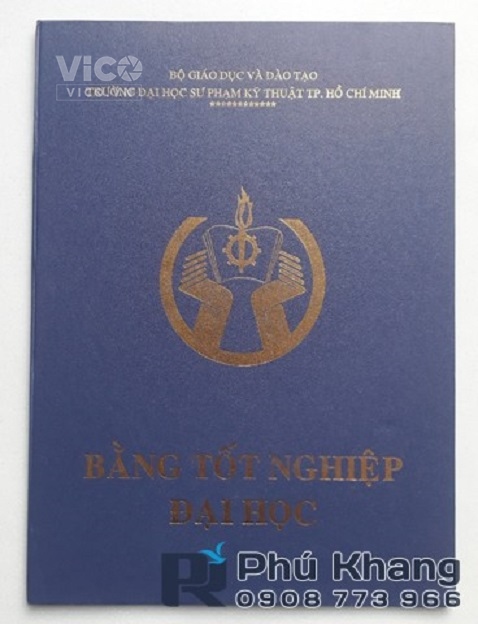 VICO
BỘ GIÁO DỤC VÀ ĐÀO TẠO
TRƯỜNG ĐẠI HỌC SƯ PHẠM KỸ THUẬT TP. HỒ CHÍ MINH
************
BẰNG TỐT NGHIỆP
ĐẠI HỌC
Phú Khang
0908 773 966